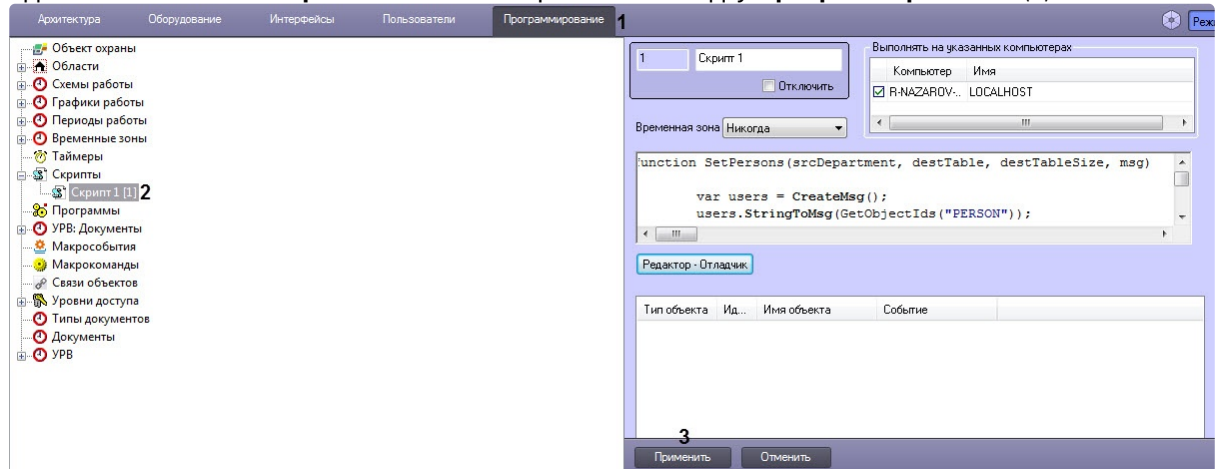 Архитектура Оборудование Интерфейсы Пользователи Программирование 1
Объект охраны
Области
Схемы работы
Графики работы
Периоды работы
Временные зоны
Таймеры
Скрипты
Скрипт 1 [1] 2
Программы
УРВ: Документы
Макрособытия
Макрокоманды
Связи объектов
Уровни доступа
Типы документов
Документы
УРВ
1 Скрипт 1
Отключить
Выполнять на указанных компьютерах
Компьютер Имя
R-NAZAROV-.. LOCALHOST
Временная зона Никогда
function SetPersons(srcDepartment, destTable, destTableSize, msg)
var users = CreateMsg();
users.StringToMsg(GetObjectIds("PERSON"));
Редактор - Отладчик
Тип объекта Ид... Имя объекта Событие
3
Применить Отменить